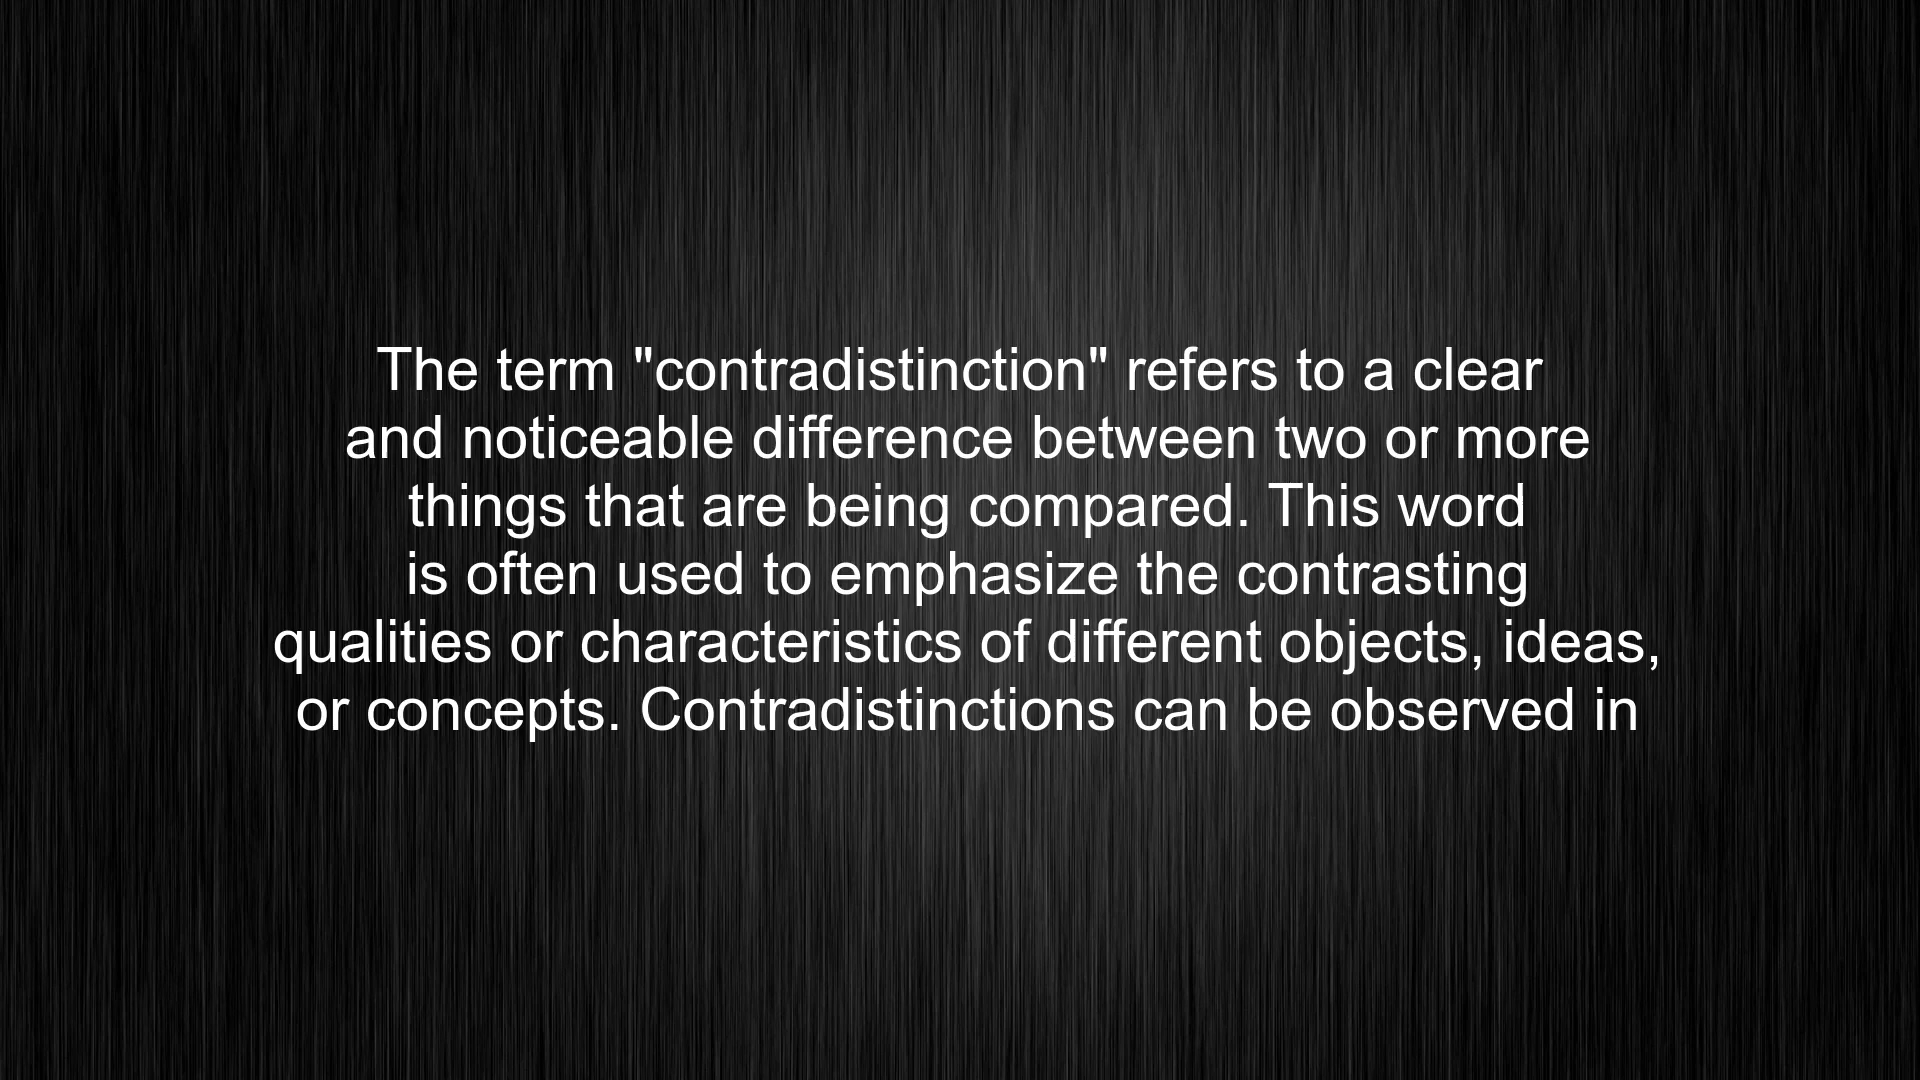 The term "contradistinction" refers to a clear
and noticeable difference between two or more
things that are being compared. This word
is often used to emphasize the contrasting
qualities or characteristics of different objects, ideas,
or concepts. Contradistinctions can be observed in